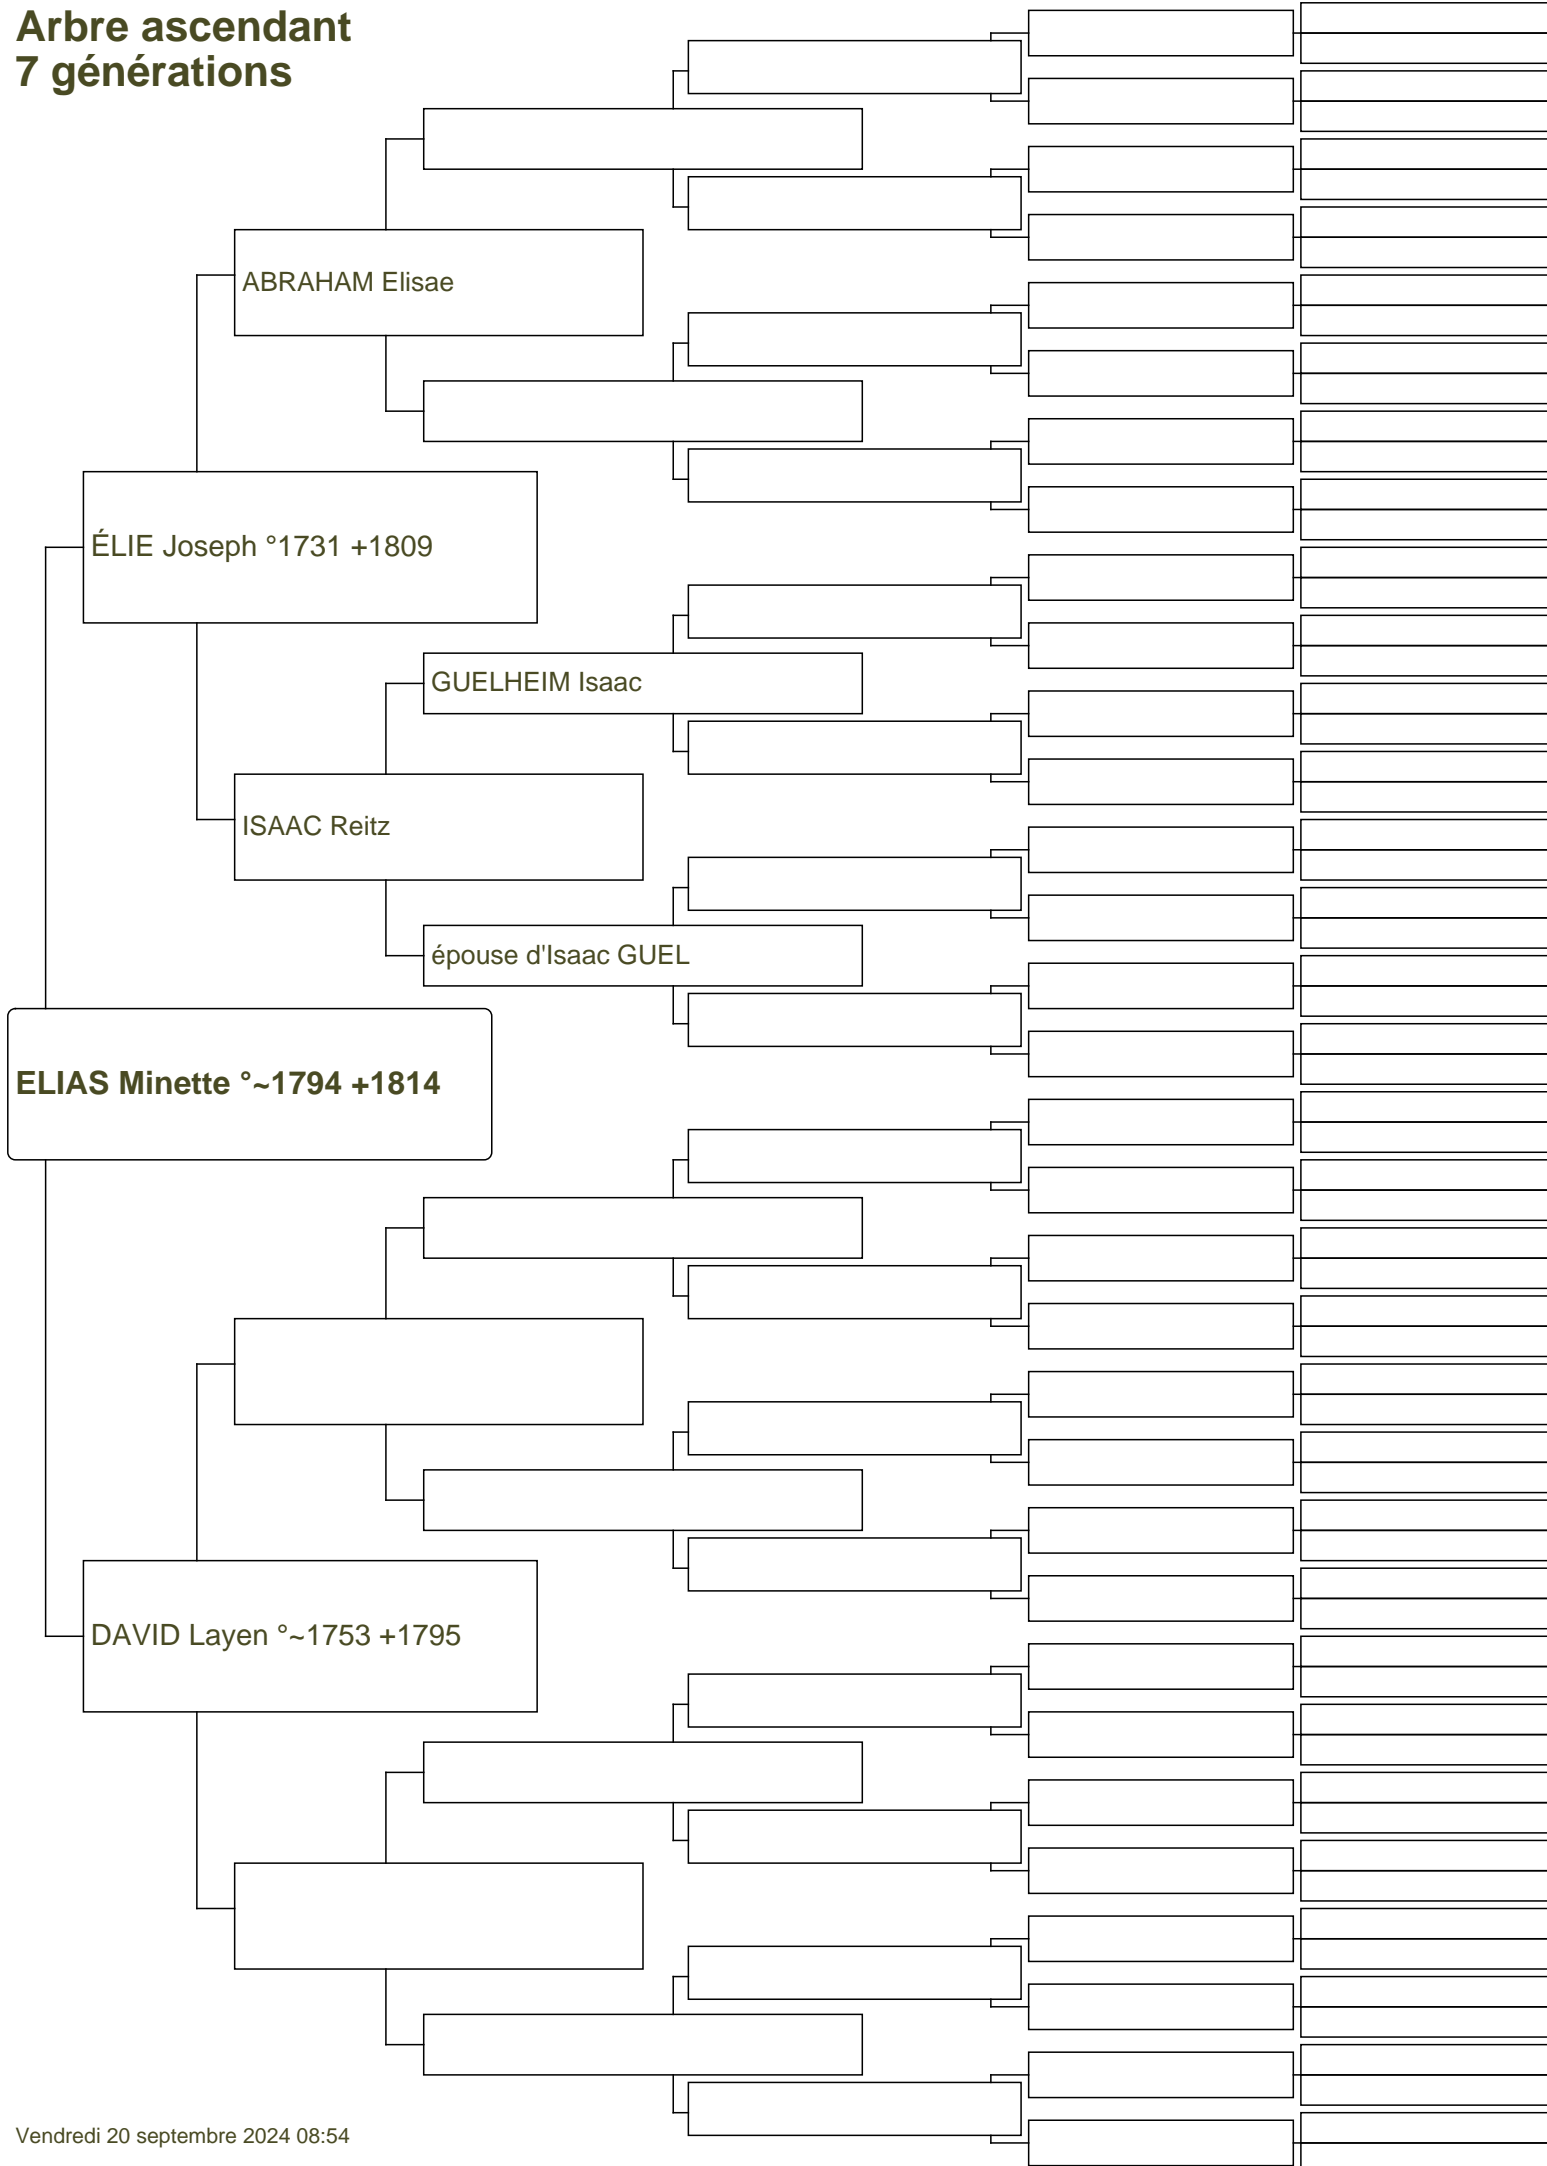 Arbre ascendant
7 générations
ABRAHAM Elisae
ÉLIE Joseph °1731 +1809
GUELHEIM Isaac
ISAAC Reitz
épouse d'Isaac GUEL
ELIAS Minette °~1794 +1814
DAVID Layen °~1753 +1795
Vendredi 20 septembre 2024 08:54